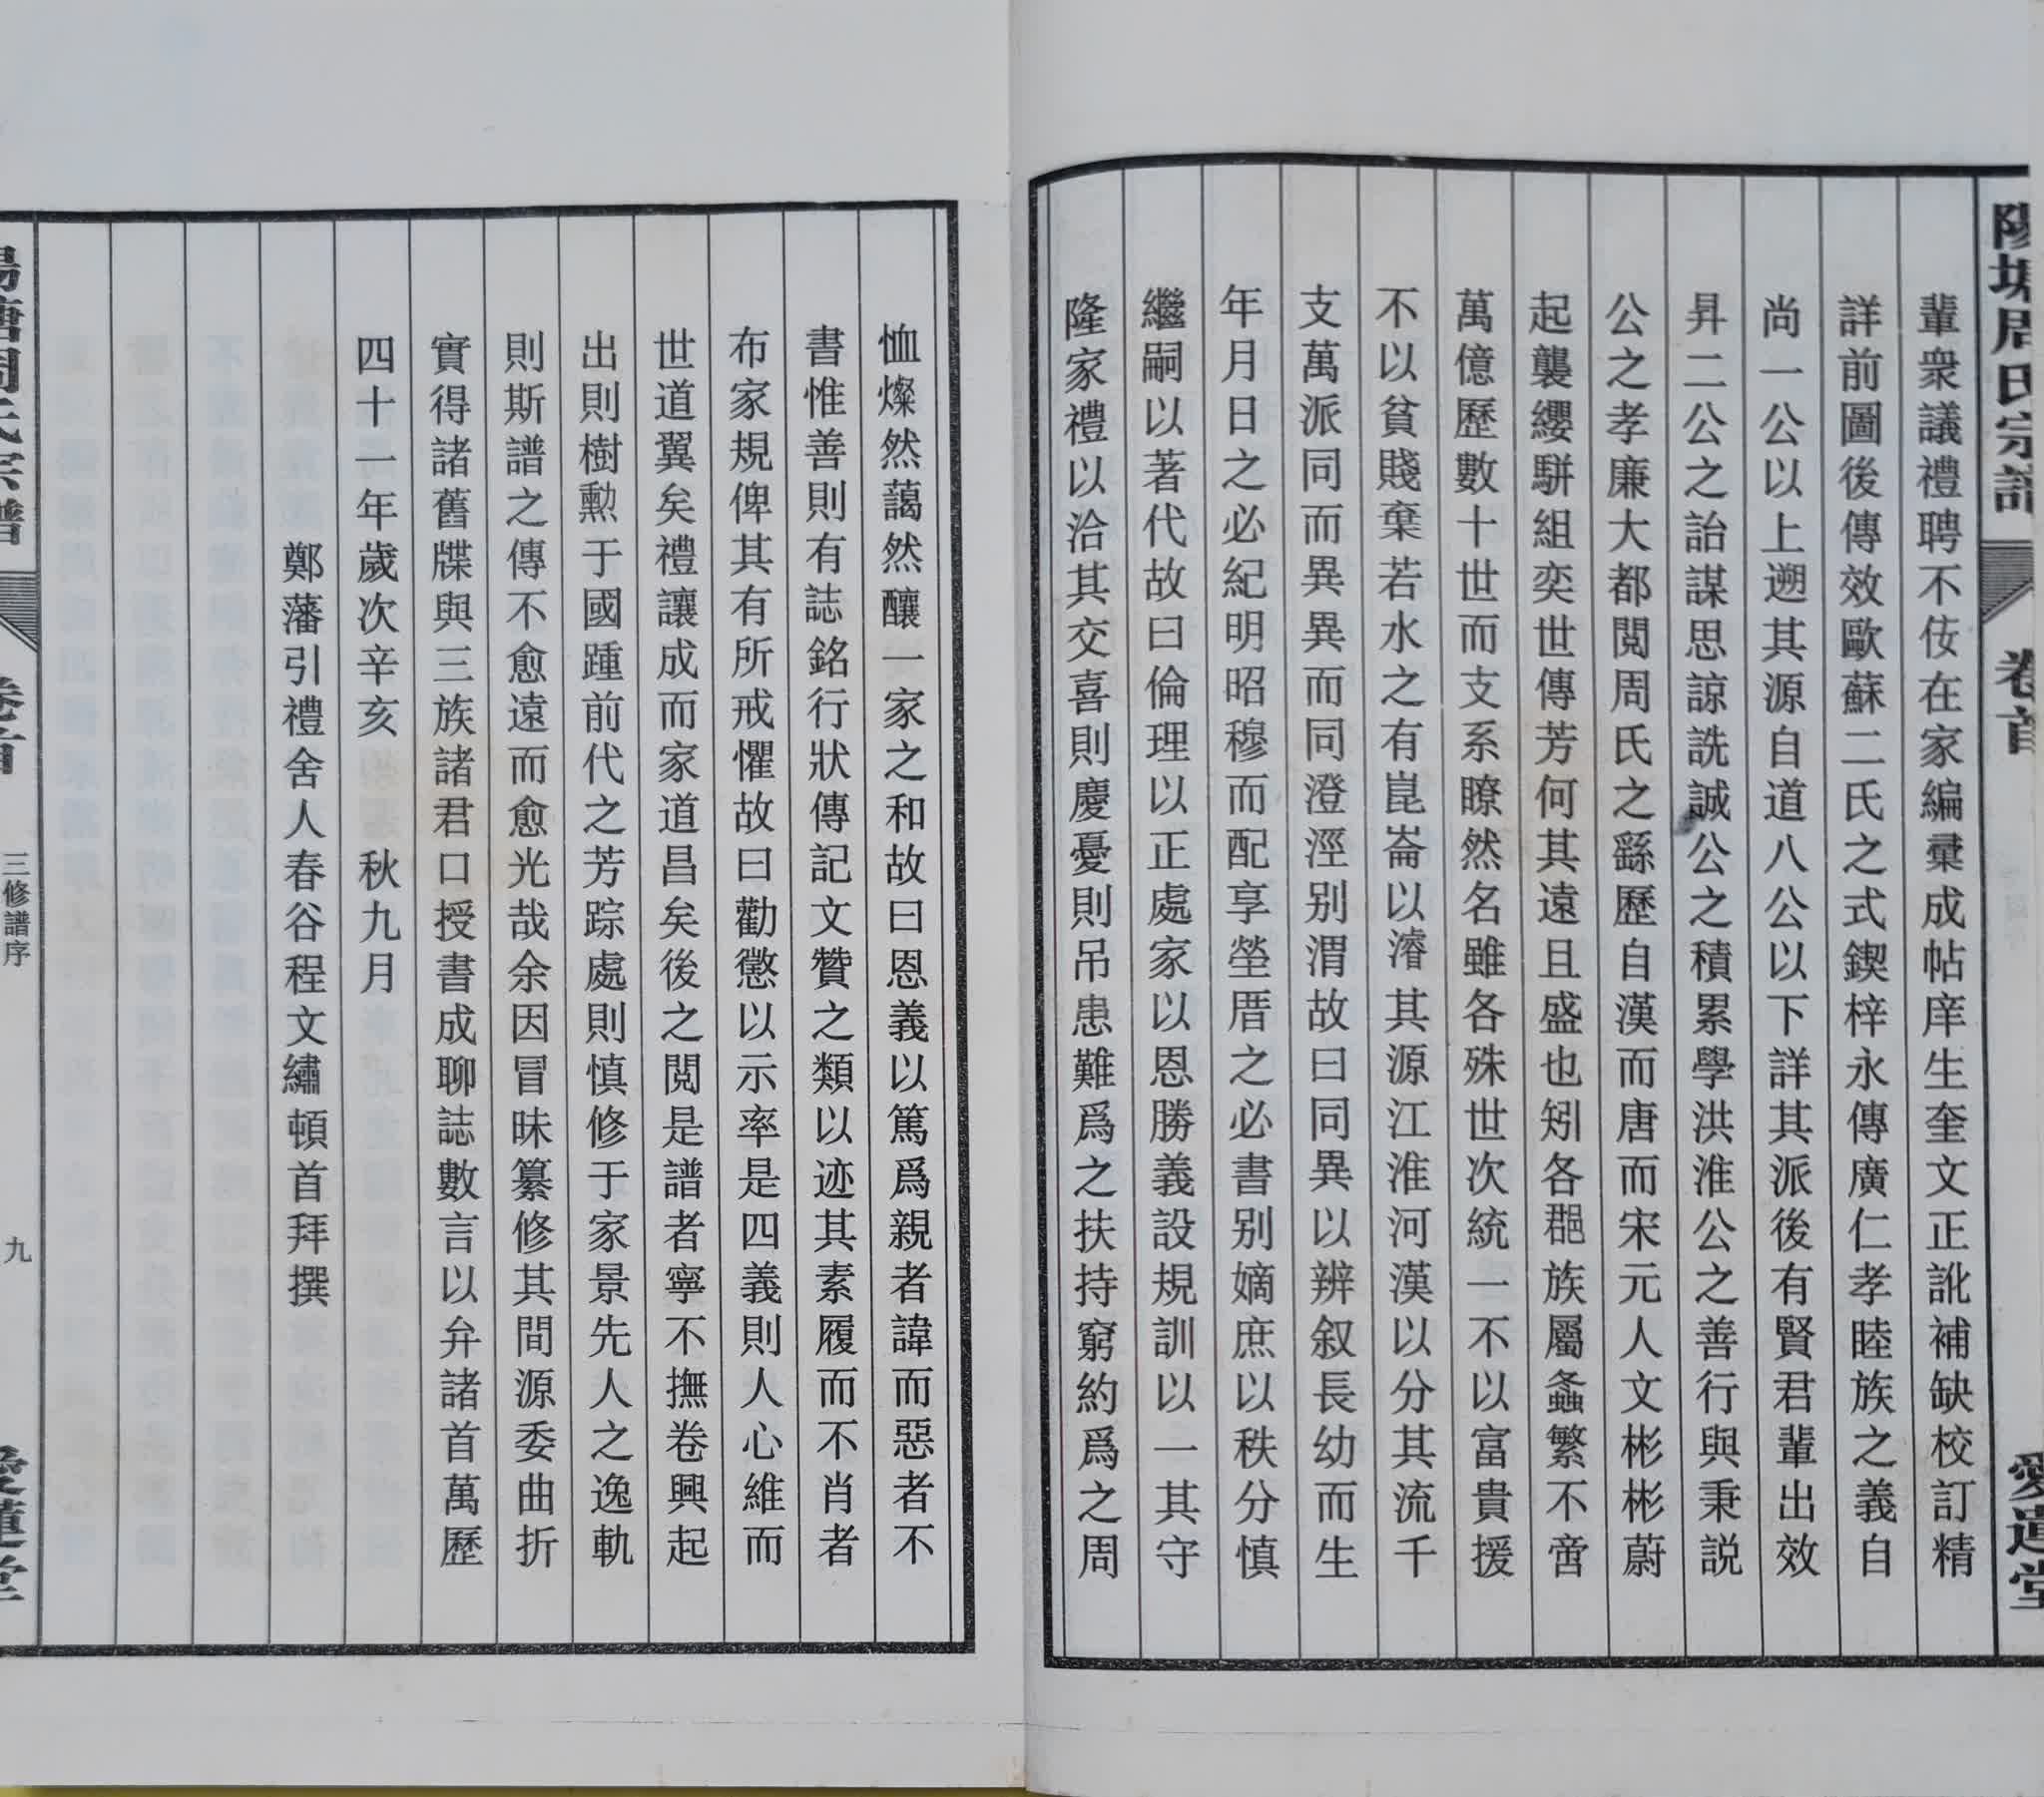 陽塘周氏宗譜 卷首 愛蓮堂
輩衆議禮聘不佞在家編彙成帖庠生奎文正訛補缺校訂精
詳前圖後傳效歐蘇二氏之式鍥梓永傳廣仁孝睦族之義自
尚一公以上遡其源自道八公以下詳其派後有賢君輩出效
昇二公之詒謀思諒詵誠公之積累學洪淮公之善行與秉説
公之孝廉大都閲周氏之繇歷自漢而唐而宋元人文彬彬蔚
起襲纓駢組奕世傳芳何其遠且盛也矧各郡族屬螽繁不啻
萬億歷數十世而支系瞭然名雖各殊世次統一不以富貴援
不以貧賤棄若水之有崑崙以濬其源江淮河漢以分其流千
支萬派同而異異而同澄涇别渭故曰同異以辨叙長幼而生
年月日之必紀明昭穆而配享塋厝之必書别嫡庶以秩分慎
繼嗣以著代故曰倫理以正處家以恩勝義設規訓以一其守
隆家禮以洽其交喜則慶憂則吊患難爲之扶持窮約爲之周
恤燦然藹然釀一家之和故曰恩義以篤爲親者諱而惡者不
書惟善則有誌銘行狀傳記文贊之類以迹其素履而不肖者
布家規俾其有所戒懼故曰勸懲以示率是四義則人心維而
世道翼矣禮讓成而家道昌矣後之閲是譜者寧不撫卷興起
出則樹勲于國踵前代之芳踪處則慎修于家景先人之逸軌
則斯譜之傳不愈遠而愈光哉余因冒昧纂修其間源委曲折
實得諸舊牒與三族諸君口授書成聊誌數言以弁諸首萬歷
四十一年歲次辛亥 秋九月
鄭藩引禮舍人春谷程文繡頓首拜撰
陽塘周氏宗譜 卷首 三修譜序 九 愛蓮堂